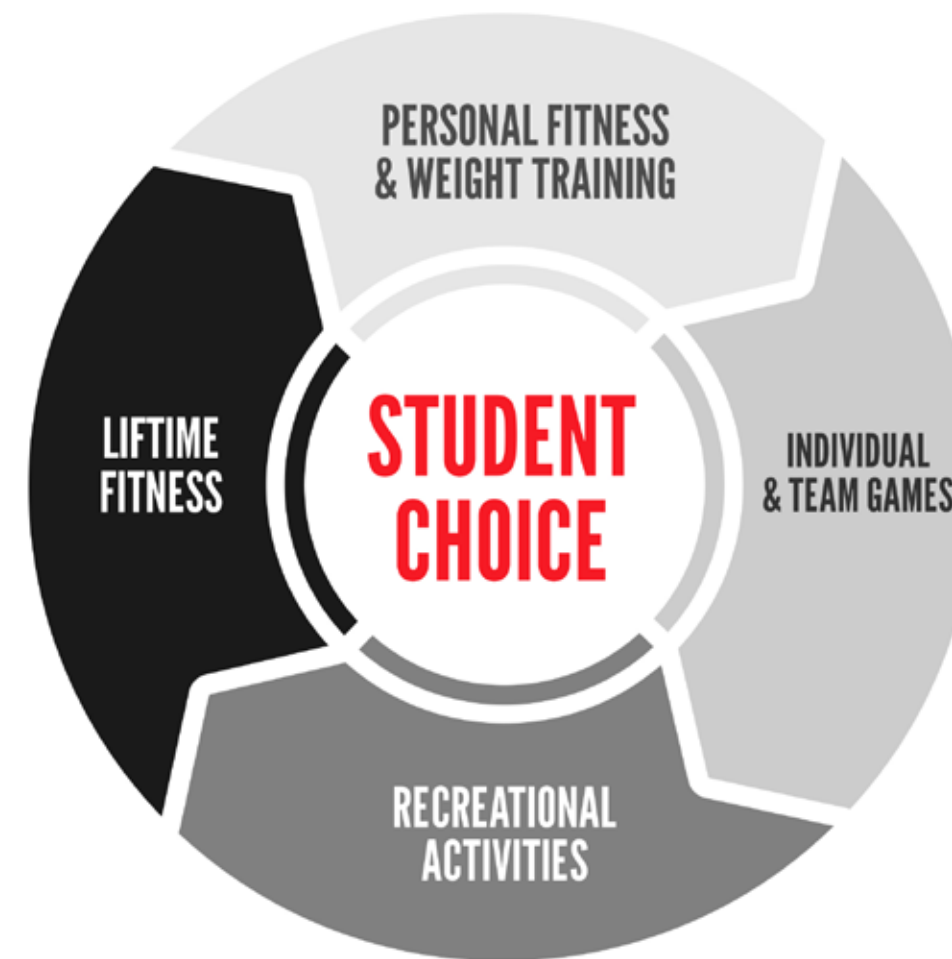 PERSONAL FITNESS
& WEIGHT TRAINING
LIFTIME
FITNESS
STUDENT
CHOICE
INDIVIDUAL
& TEAM GAMES
RECREATIONAL
ACTIVITIES